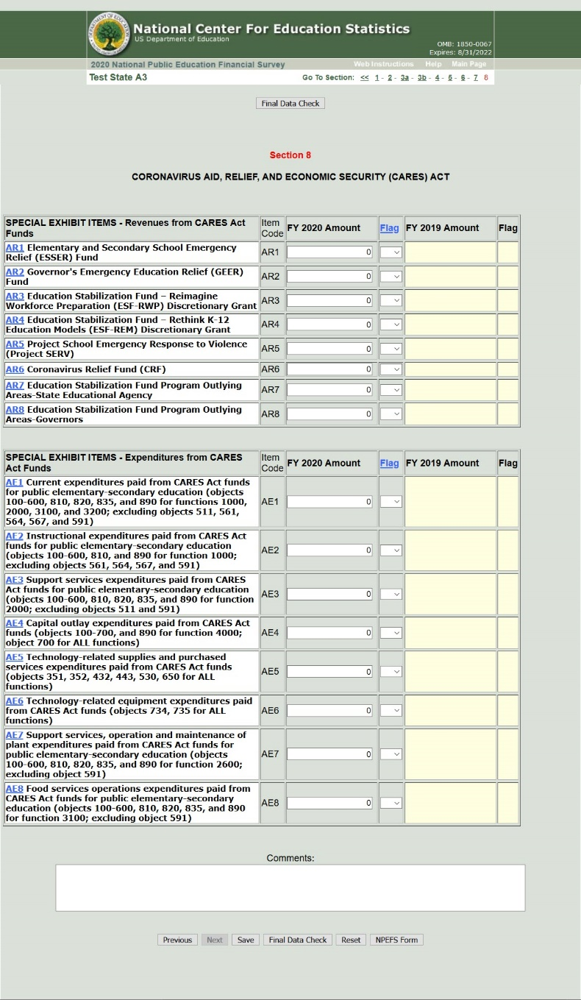 National Center For Education Statistics
US Department of Education
OMB: 1850-0067
Expires: 8/31/2022
2020 National Public Education Financial Survey
Web Instructions Help Main Page
Test State A3
Go To Section: << 1 - 2 - 3a - 3b - 4 - 5 - 6 - 7 8
Final Data Check
Section 8
CORONAVIRUS AID, RELIEF, AND ECONOMIC SECURITY (CARES) ACT
SPECIAL EXHIBIT ITEMS - Revenues from CARES Act
Funds
Item
Code
FY 2020 Amount Flag FY 2019 Amount Flag
AR1 Elementary and Secondary School Emergency
Relief (ESSER) Fund
AR1 0
AR2 Governor's Emergency Education Relief (GEER)
Fund
AR2 0
AR3 Education Stabilization Fund – Reimagine
Workforce Preparation (ESF-RWP) Discretionary Grant
AR3 0
AR4 Education Stabilization Fund – Rethink K-12
Education Models (ESF-REM) Discretionary Grant
AR4 0
AR5 Project School Emergency Response to Violence
(Project SERV)
AR5 0
AR6 Coronavirus Relief Fund (CRF)
AR6 0
AR7 Education Stabilization Fund Program Outlying
Areas-State Educational Agency
AR7 0
AR8 Education Stabilization Fund Program Outlying
Areas-Governors
AR8 0
SPECIAL EXHIBIT ITEMS - Expenditures from CARES
Act Funds
Item
Code
FY 2020 Amount Flag FY 2019 Amount Flag
AE1 Current expenditures paid from CARES Act funds
for public elementary-secondary education (objects
100-600, 810, 820, 835, and 890 for functions 1000,
2000, 3100, and 3200; excluding objects 511, 561,
564, 567, and 591)
AE1 0
AE2 Instructional expenditures paid from CARES Act
funds for public elementary-secondary education
(objects 100-600, 810, and 890 for function 1000;
excluding objects 561, 564, 567, and 591)
AE2 0
AE3 Support services expenditures paid from CARES
Act funds for public elementary-secondary education
(objects 100-600, 810, 820, 835, and 890 for function
2000; excluding objects 511 and 591)
AE3 0
AE4 Capital outlay expenditures paid from CARES Act
funds (objects 100-700, and 890 for function 4000;
object 700 for ALL functions)
AE4 0
AE5 Technology-related supplies and purchased
services expenditures paid from CARES Act funds
(objects 351, 352, 432, 443, 530, 650 for ALL
functions)
AE5 0
AE6 Technology-related equipment expenditures paid
from CARES Act funds (objects 734, 735 for ALL
functions)
AE6 0
AE7 Support services, operation and maintenance of
plant expenditures paid from CARES Act funds for
public elementary-secondary education (objects
100-600, 810, 820, 835, and 890 for function 2600;
excluding object 591)
AE7 0
AE8 Food services operations expenditures paid from
CARES Act funds for public elementary-secondary
education (objects 100-600, 810, 820, 835, and 890
for function 3100; excluding object 591)
AE8 0
Comments:
Previous Next Save Final Data Check Reset NPEFS Form